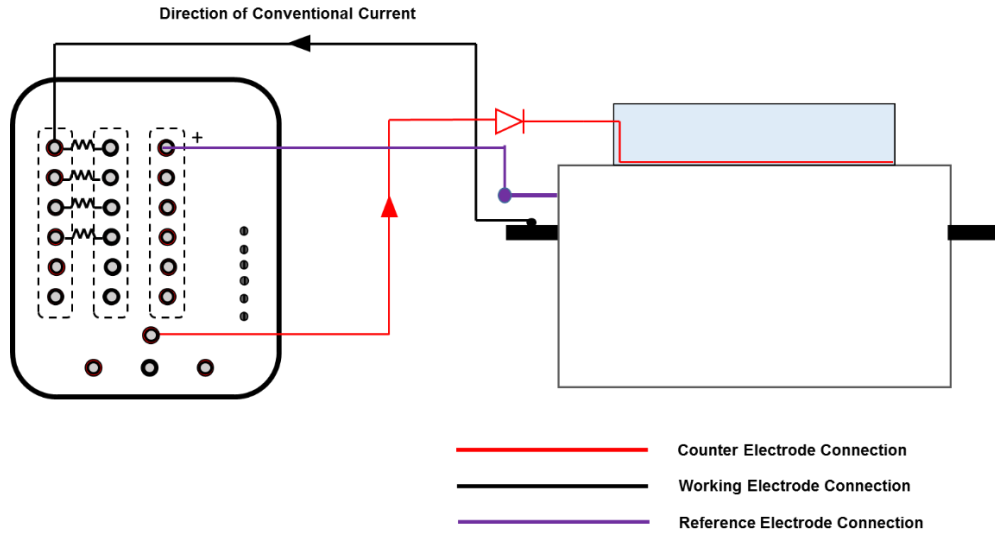 Direction of Conventional Current
+
Counter Electrode Connection
Working Electrode Connection
Reference Electrode Connection